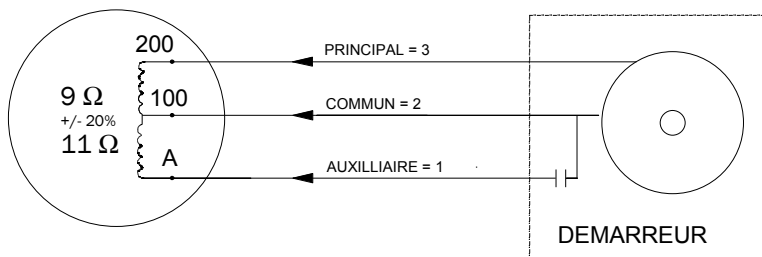 200
PRINCIPAL = 3
9 Ω
100
COMMUN = 2
+/- 20%
11 Ω
A
AUXILLIAIRE = 1
DEMARREUR